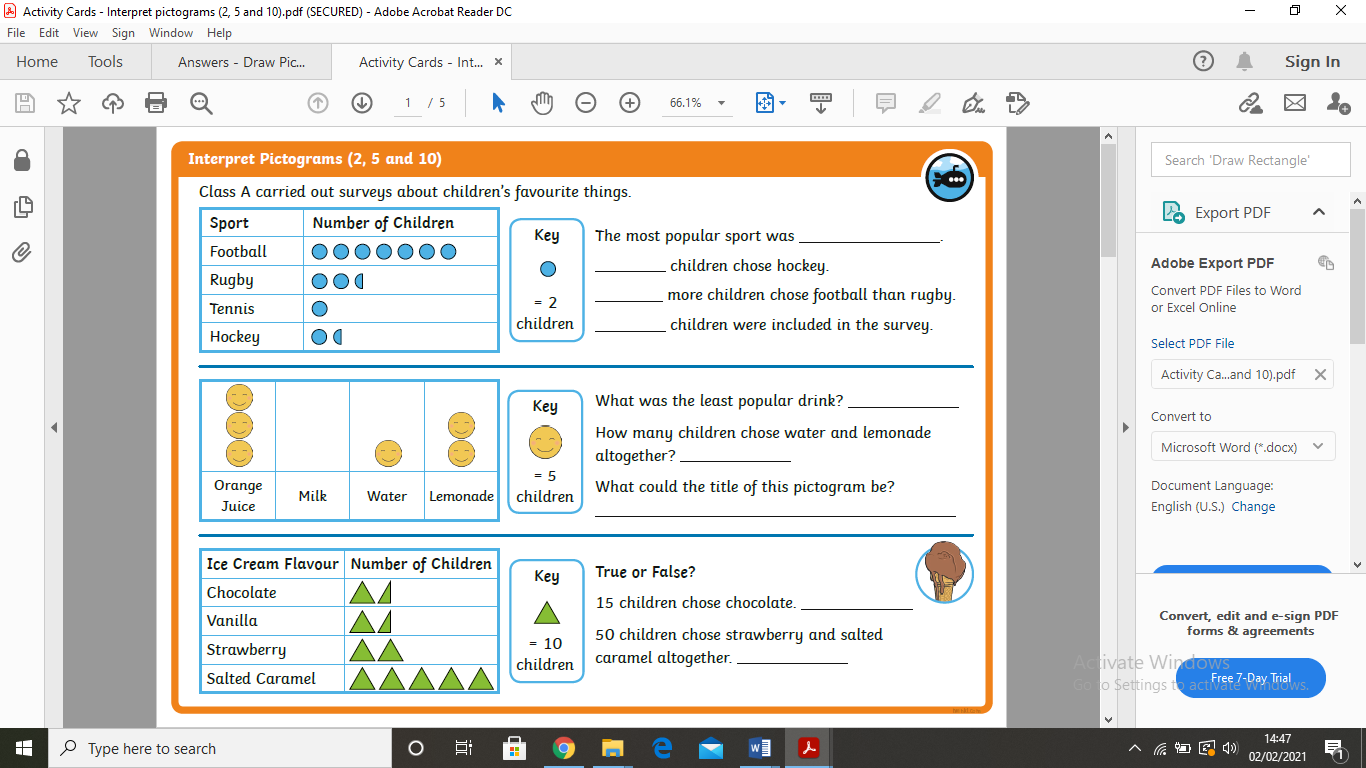 Activity Cards - Interpret pictograms (2, 5 and 10).pdf (SECURED) - Adobe Acrobat Reader DC
File Edit View Sign Window Help
Home Tools Answers - Draw Pic... Activity Cards - Int... ×
1 / 5 66.1%
Interpret Pictograms (2, 5 and 10)
Class A carried out surveys about children's favourite things.
Sport Number of Children
Football
Rugby
Tennis
Hockey
Key
= 2
children
The most popular sport was _______________.
________ children chose hockey.
________ more children chose football than rugby.
________ children were included in the survey.
Orange
Juice
Milk
Water
Lemonade
Key
= 5
children
What was the least popular drink? ____________
How many children chose water and lemonade
altogether? ____________
What could the title of this pictogram be?
________________________________________
Ice Cream Flavour Number of Children
Chocolate
Vanilla
Strawberry
Salted Caramel
Key
= 10
children
True or False?
15 children chose chocolate. ____________
50 children chose strawberry and salted
caramel altogether. ____________
Sign In
Search 'Draw Rectangle'
Export PDF
Adobe Export PDF
Convert PDF Files to Word
or Excel Online
Select PDF File
Activity Ca...and 10).pdf
Convert to
Microsoft Word (*.docx)
Document Language:
English (U.S.) Change
Convert, edit and e-sign PDF
forms & agreements
Free 7-Day Trial
Activate Windows
Go to Settings to activate Windows.
Type here to search
14:47
02/02/2021
1